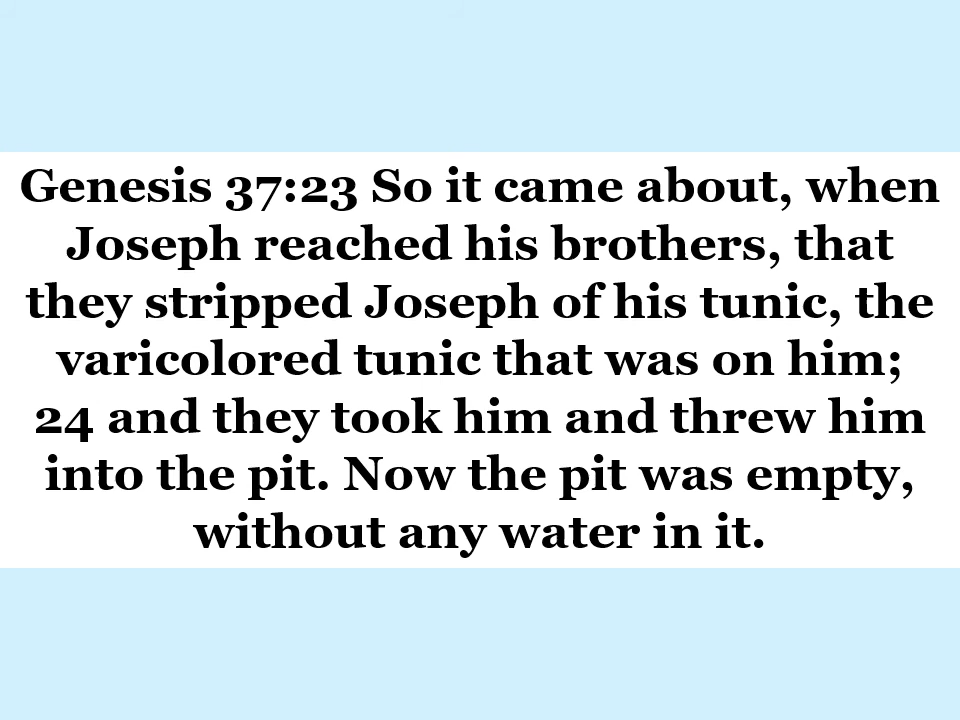 Genesis 37:23 So it came about, when
Joseph reached his brothers, that
they stripped Joseph of his tunic, the
varicolored tunic that was on him;
24 and they took him and threw him
into the pit. Now the pit was empty,
without any water in it.